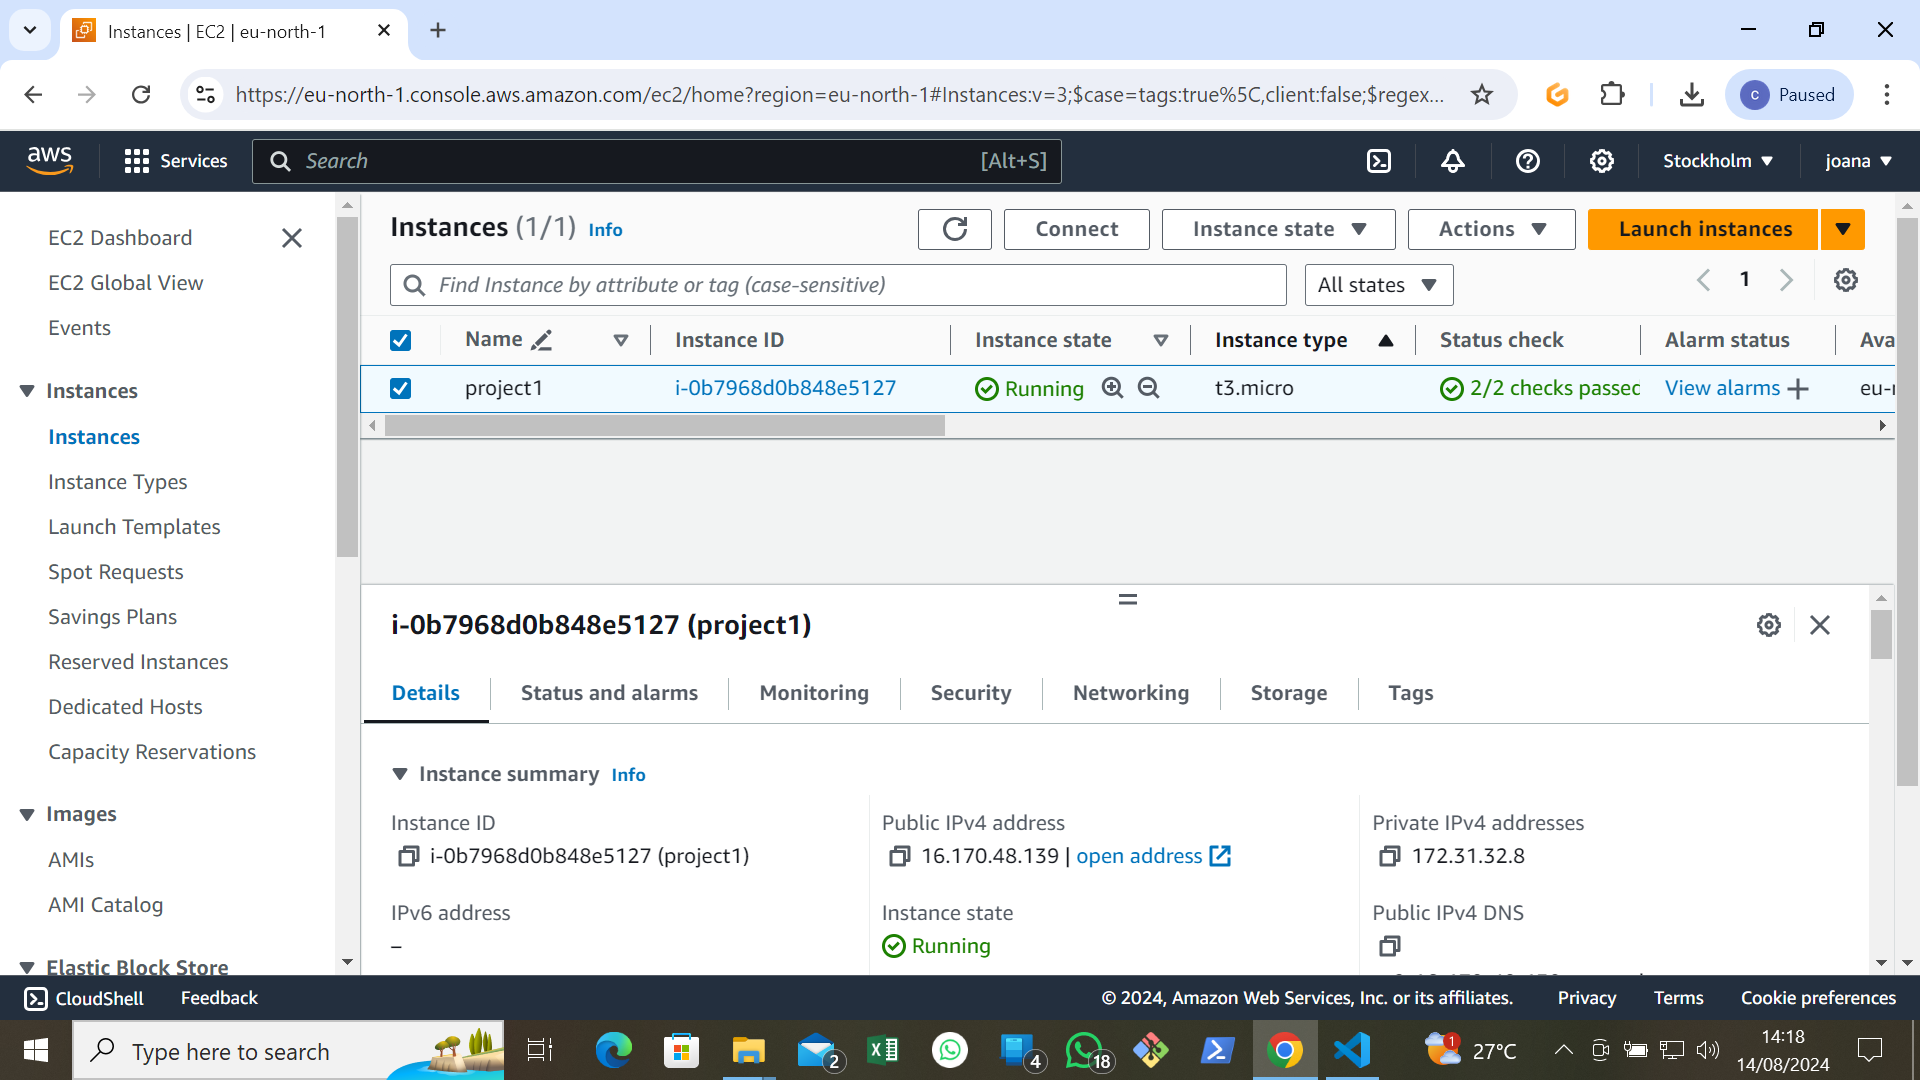 Instances | EC2 | eu-north-1
https://eu-north-1.console.aws.amazon.com/ec2/home?region=eu-north-1#Instances:v=3;$case=tags:true%5C,client:false;$regex...
C Paused
aws Services Search [Alt+S] Stockholm joana
EC2 Dashboard
EC2 Global View
Events
Instances
Instances
Instance Types
Launch Templates
Spot Requests
Savings Plans
Reserved Instances
Dedicated Hosts
Capacity Reservations
Images
AMIs
AMI Catalog
Elastic Block Store
Instances (1/1) Info Connect Instance state Actions Launch instances
Find Instance by attribute or tag (case-sensitive) All states 1
Name Instance ID Instance state Instance type Status check Alarm status Ava
project1 i-0b7968d0b848e5127 Running t3.micro 2/2 checks passec View alarms eu-r
i-0b7968d0b848e5127 (project1)
Details Status and alarms Monitoring Security Networking Storage Tags
Instance summary Info
Instance ID
i-0b7968d0b848e5127 (project1)
Public IPv4 address
16.170.48.139 | open address
Private IPv4 addresses
172.31.32.8
IPv6 address
–
Instance state
Running
Public IPv4 DNS
CloudShell Feedback © 2024, Amazon Web Services, Inc. or its affiliates. Privacy Terms Cookie preferences
Type here to search 2 4 18 1 27°C 14:18
14/08/2024